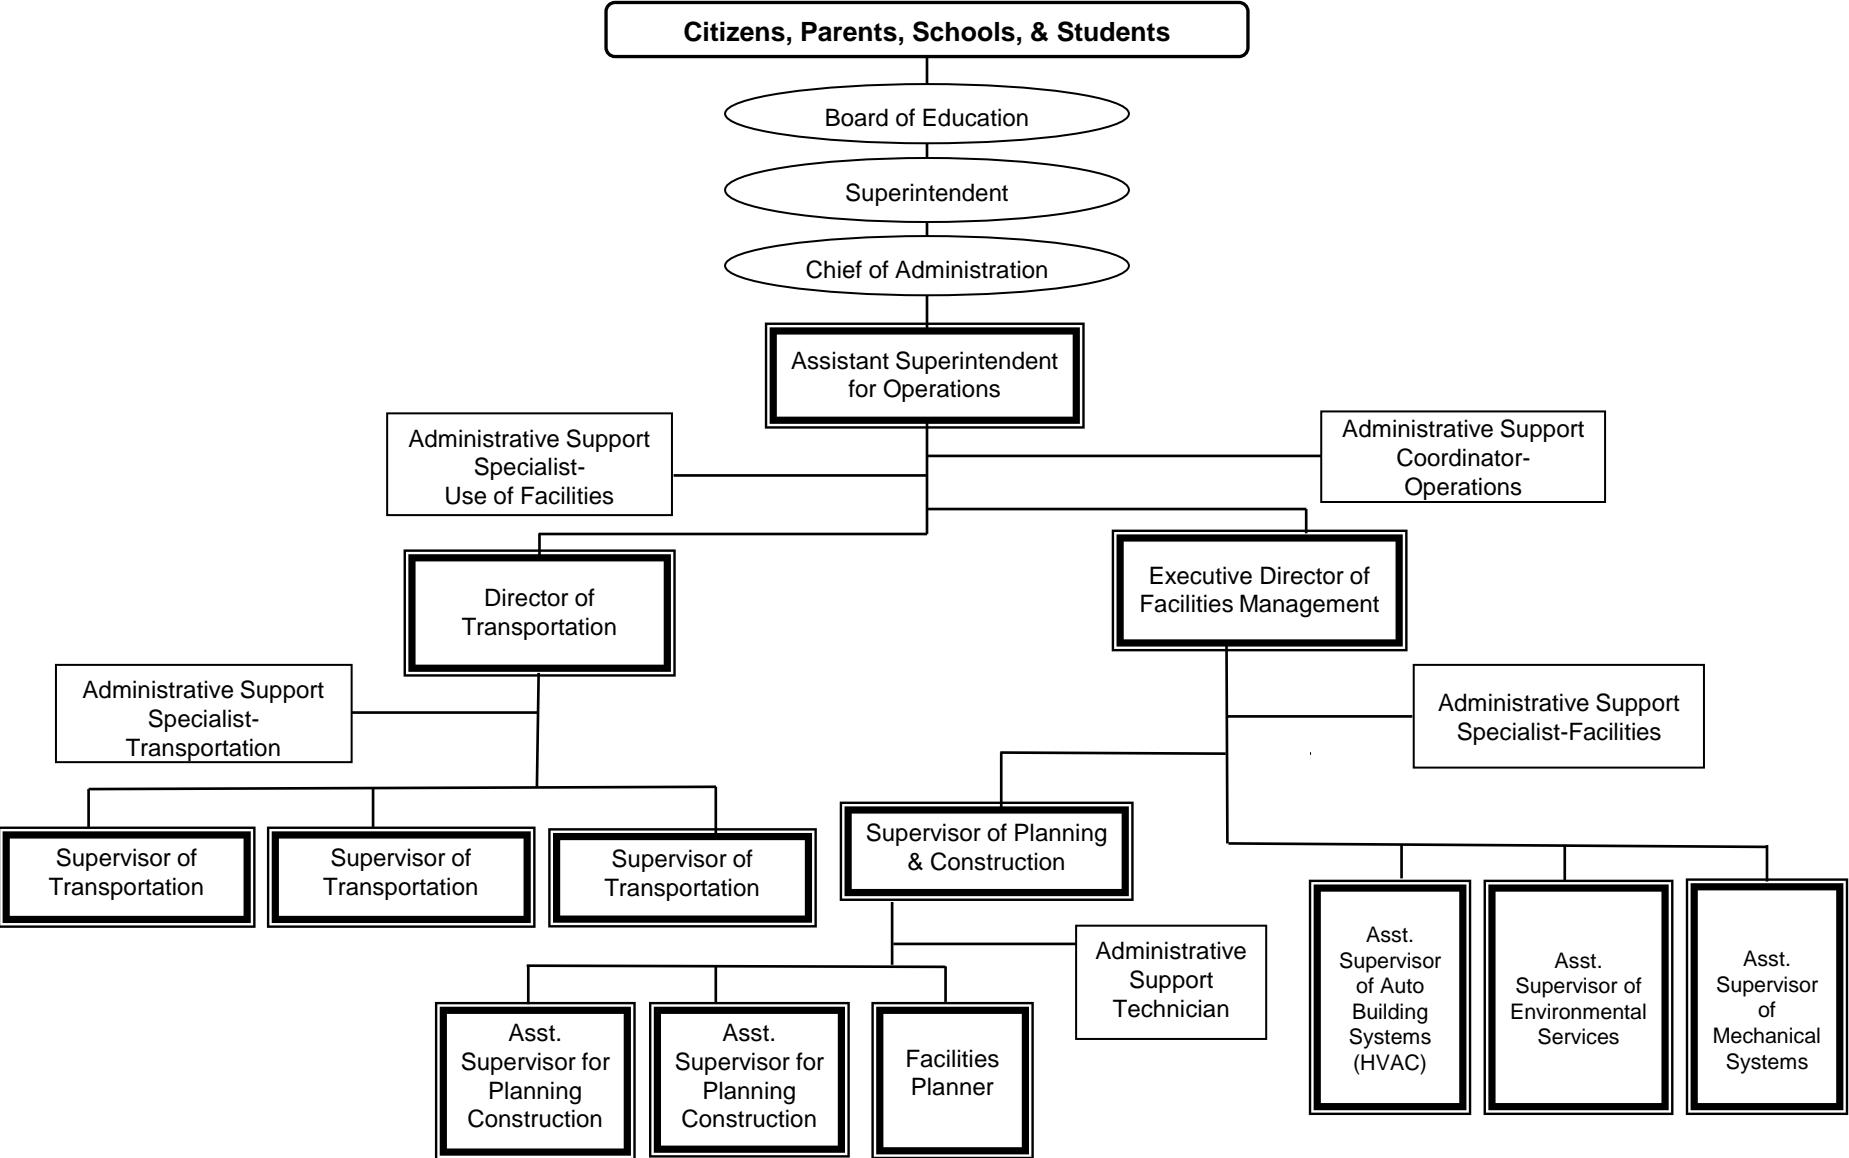 Citizens, Parents, Schools, & Students
Board of Education
Superintendent
Chief of Administration
Assistant Superintendent
for Operations
Administrative Support
Specialist-
Use of Facilities
Administrative Support
Coordinator-
Operations
Director of
Transportation
Executive Director of
Facilities Management
Administrative Support
Specialist-
Transportation
Administrative Support
Specialist-Facilities
Supervisor of
Transportation
Supervisor of
Transportation
Supervisor of
Transportation
Supervisor of Planning
& Construction
Administrative
Support
Technician
Asst.
Supervisor for
Planning
Construction
Asst.
Supervisor for
Planning
Construction
Facilities
Planner
Asst.
Supervisor
of Auto
Building
Systems
(HVAC)
Asst.
Supervisor of
Environmental
Services
Asst.
Supervisor
of
Mechanical
Systems